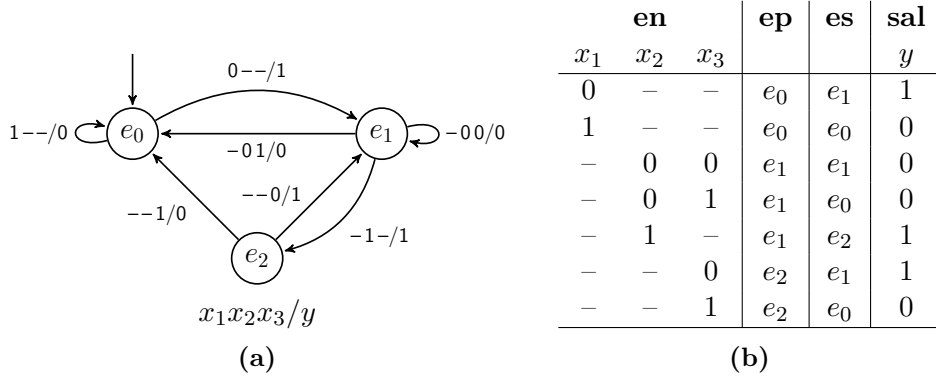 0--/1
1--/0
e0
e1
-00/0
-01/0
--1/0
--0/1
-1-/1
e2
x1x2x3/y
(a)
en ep es sal
x1 x2 x3 y
0 – – e0 e1 1
1 – – e0 e0 0
– 0 0 e1 e1 0
– 0 1 e1 e0 0
– 1 – e1 e2 1
– – 0 e2 e1 1
– – 1 e2 e0 0
(b)